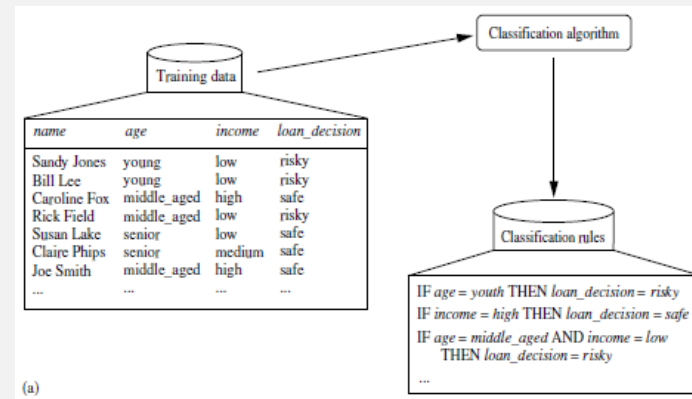 Classification algorithm
Training data
name age income loan_decision
Sandy Jones young low risky
Bill Lee young low risky
Caroline Fox middle_aged high safe
Rick Field middle_aged low risky
Susan Lake senior low safe
Claire Phips senior medium safe
Joe Smith middle_aged high safe
... ... ... ...
Classification rules
IF age = youth THEN loan_decision = risky
IF income = high THEN loan_decision = safe
IF age = middle_aged AND income = low
THEN loan_decision = risky
...
(a)